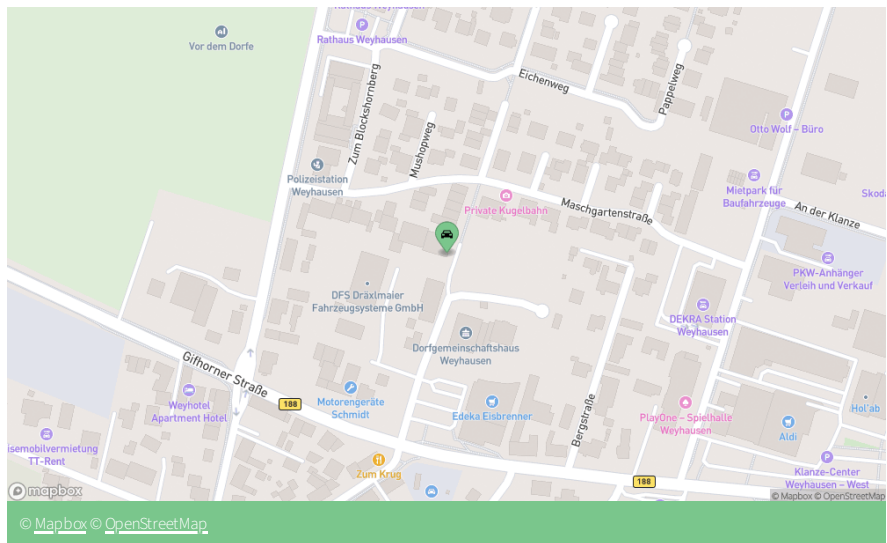 Rathaus Weyhausen
Rathaus Weyhausen
Vor dem Dorfe
Eichenweg
Pappelweg
Zum Blockshornberg
Mushopweg
Otto Wolf – Büro
Polizeistation
Weyhausen
Mietpark für
Baufahrzeuge
Skoda
Private Kugelbahn
Maschgartenstraße
An der Klanze
PKW-Anhänger
Verleih und Verkauf
DFS Dräxlmaier
Fahrzeugsysteme GmbH
DEKRA Station
Weyhausen
Dorfgemeinschaftshaus
Weyhausen
Gifhorner Straße
188
Weyhotel
Apartment Hotel
Motorengeräte
Schmidt
Edeka Eisbrenner
Bergstraße
PlayOne – Spielhalle
Weyhausen
Hol'ab
Aldi
isemobilvermietung
TT-Rent
Zum Krug
188
Klanze-Center
Weyhausen – West
mapbox
© Mapbox © OpenStreetMap
© Mapbox © OpenStreetMap